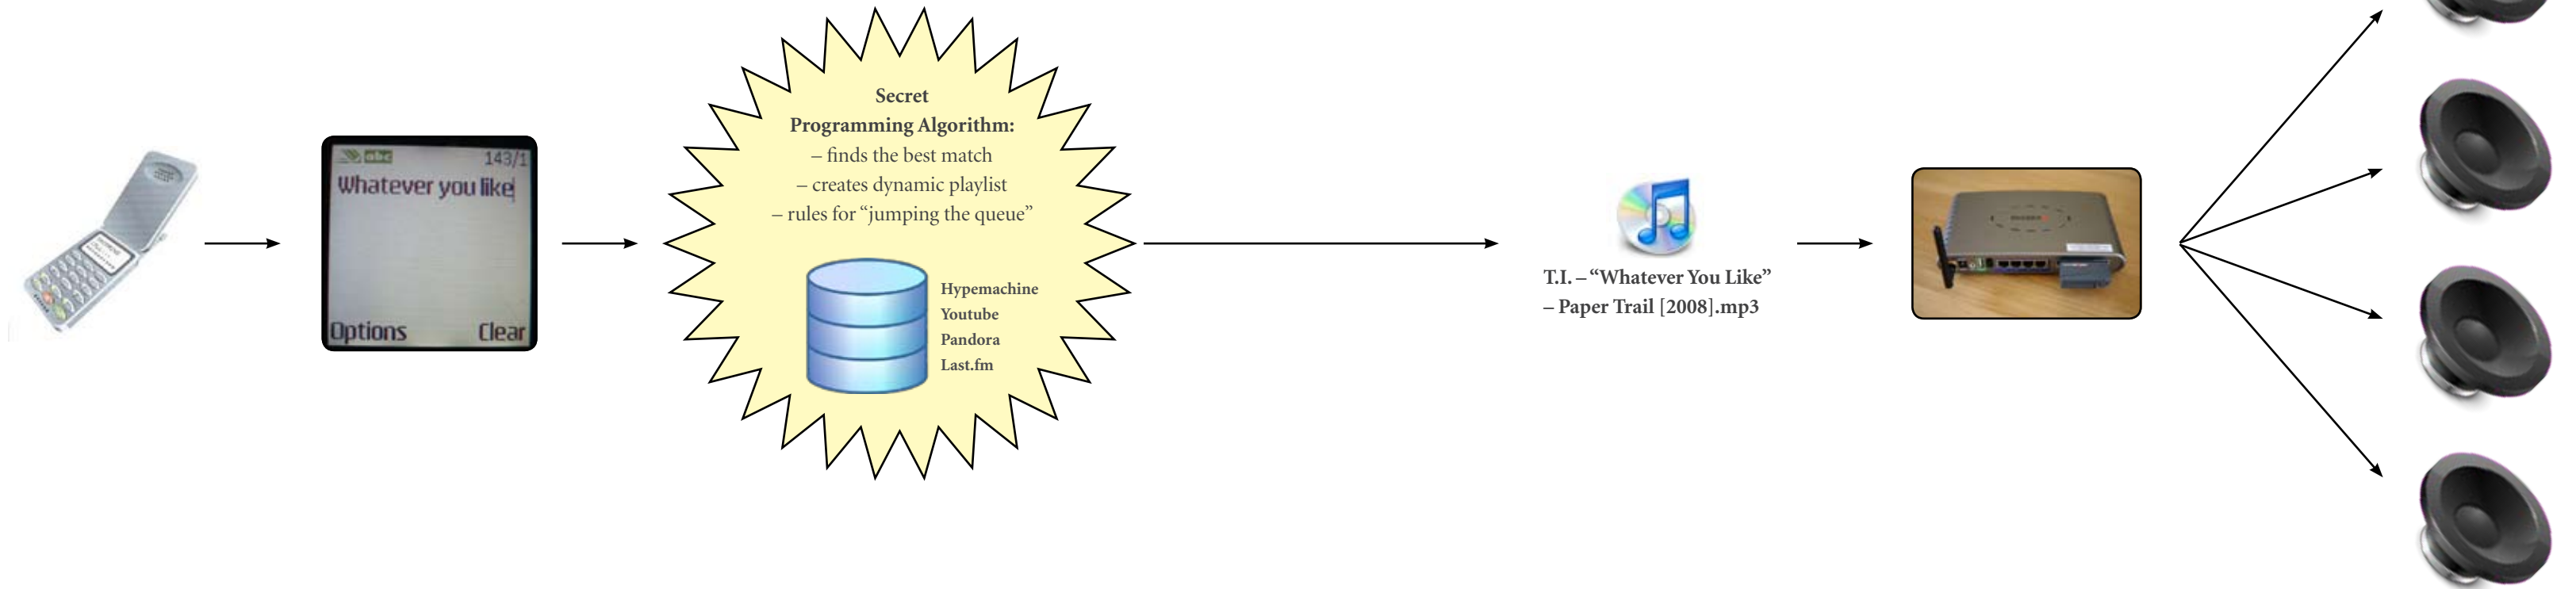 abc 143/1
Whatever you like
Options Clear
Secret
Programming Algorithm:
– finds the best match
– creates dynamic playlist
– rules for “jumping the queue”
Hypemachine
Youtube
Pandora
Last.fm
T.I. – “Whatever You Like”
– Paper Trail [2008].mp3